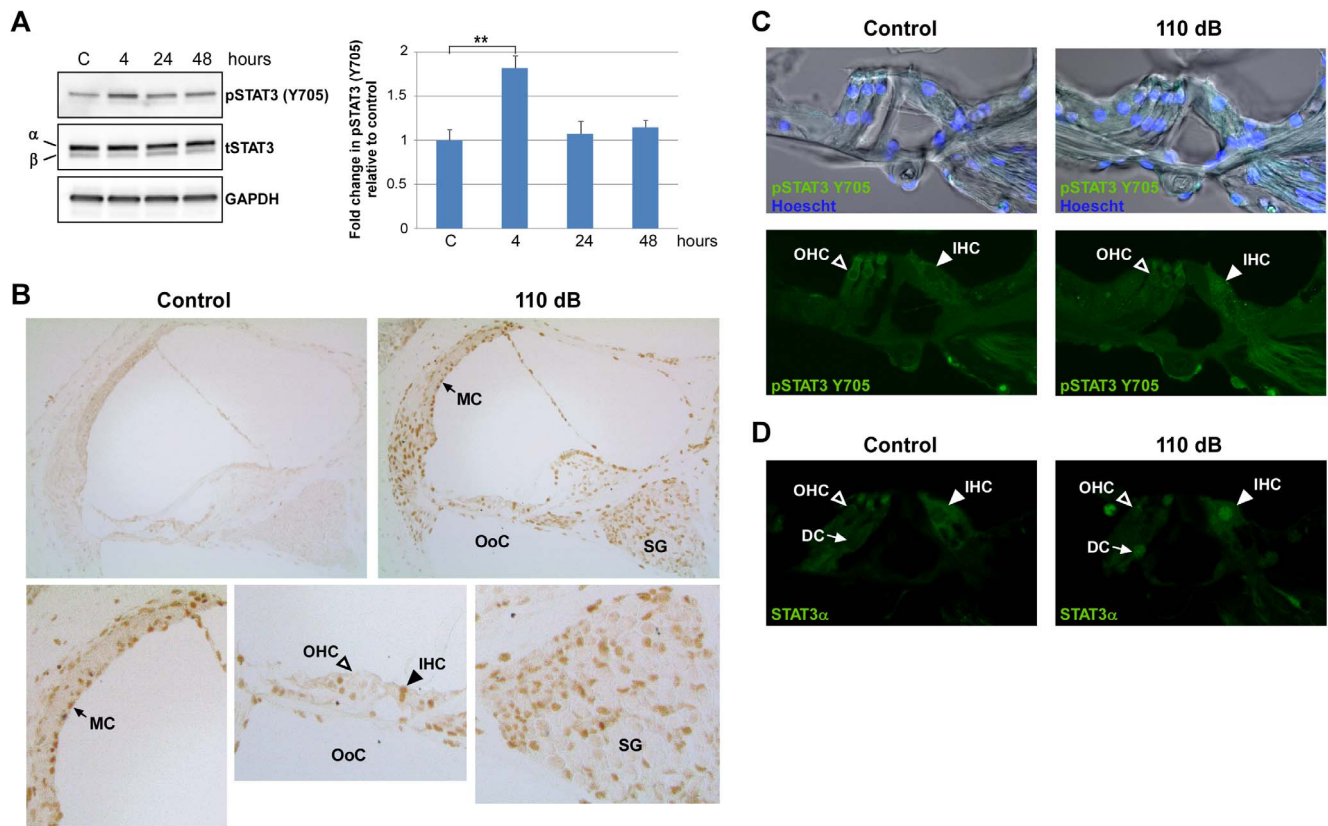 A
C 4 24 48 hours
pSTAT3 (Y705)
α
tSTAT3
β
GAPDH
Fold change in pSTAT3 (Y705)
relative to control
**
2
1.5
1
0.5
0
C 4 24 48 hours
B
Control 110 dB
MC
OoC
SG
MC
OHC
IHC
OoC
SG
C
Control 110 dB
pSTAT3 Y705
Hoescht
pSTAT3 Y705
Hoescht
OHC
IHC
pSTAT3 Y705
OHC
IHC
pSTAT3 Y705
D
Control 110 dB
OHC
IHC
DC
STAT3α
OHC
IHC
DC
STAT3α